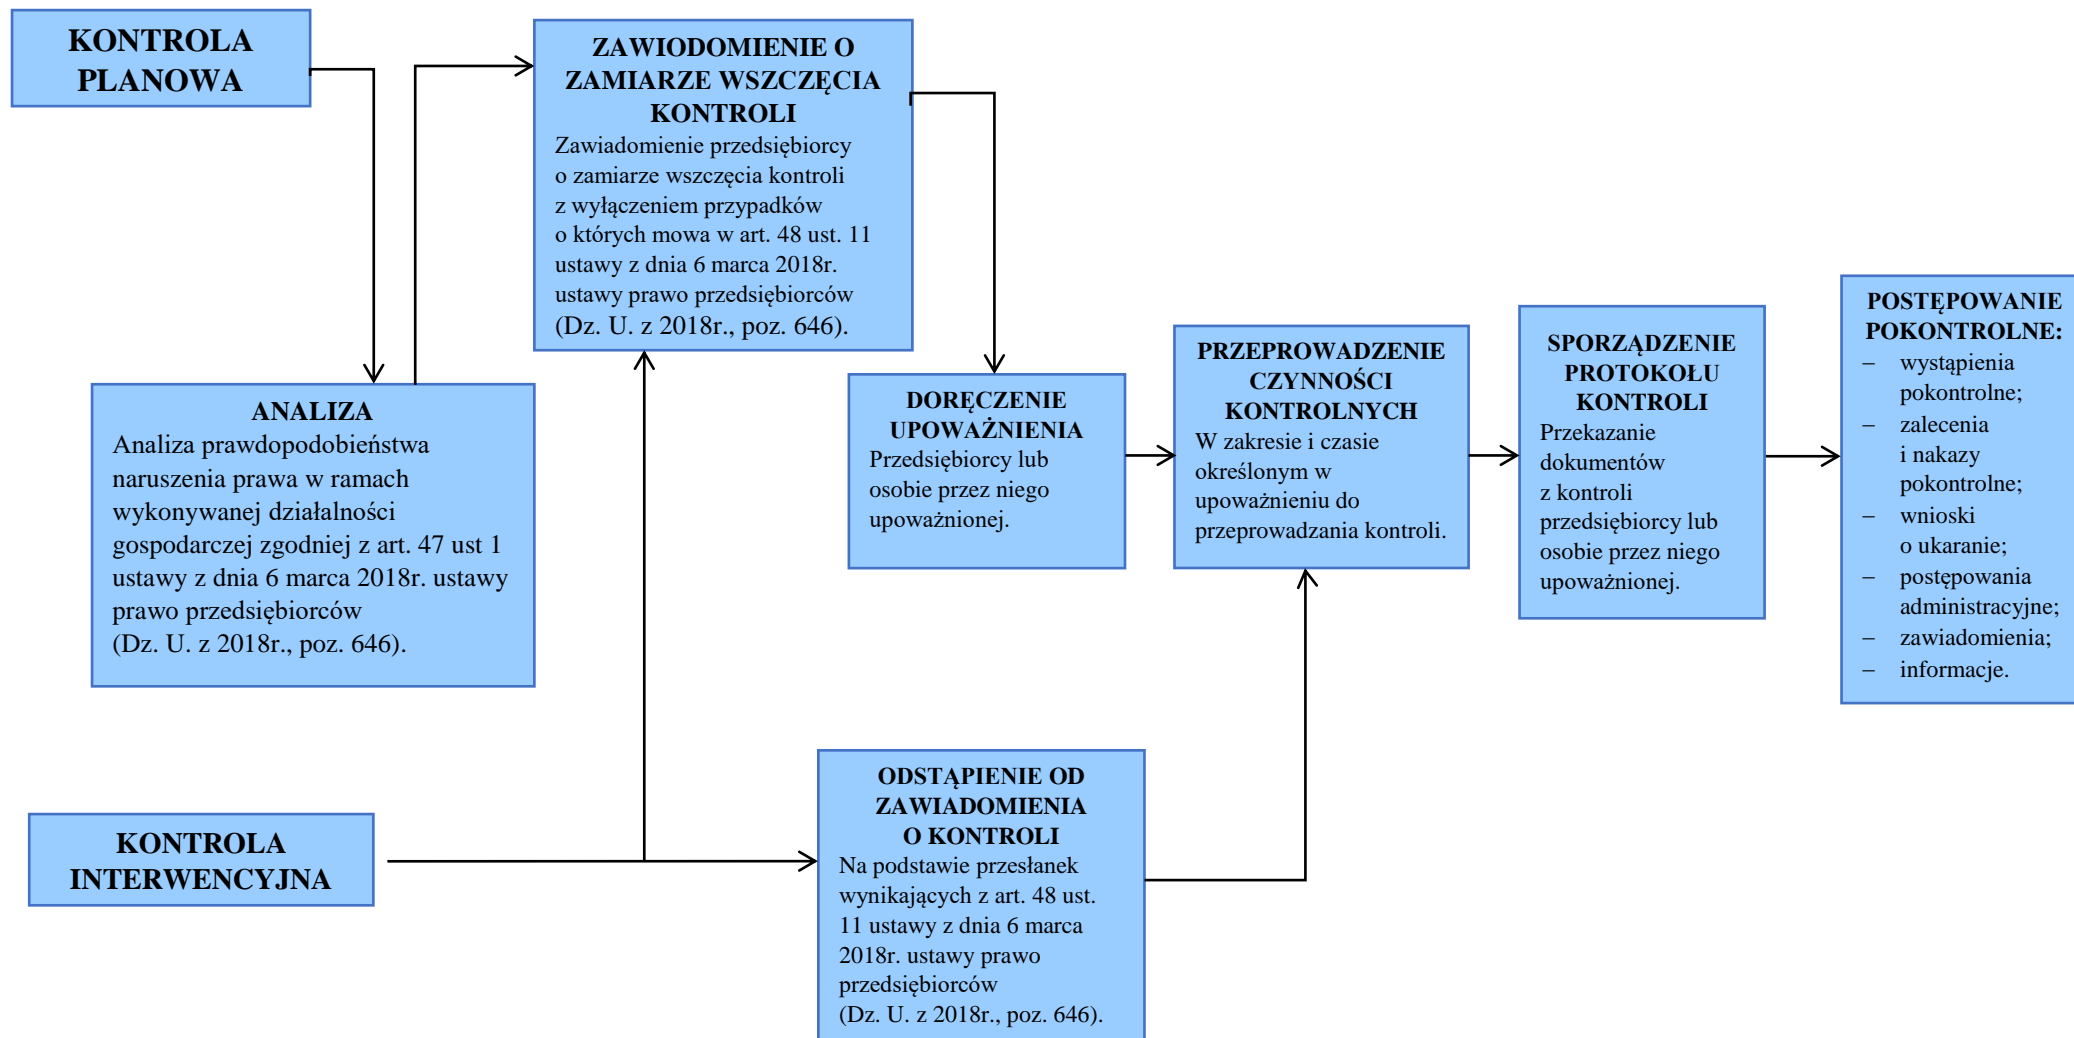 KONTROLA
PLANOWA
ZAWIODOMIENIE O
ZAMIARZE WSZCZĘCIA
KONTROLI
Zawiadomienie przedsiębiorcy
o zamiarze wszczęcia kontroli
z wyłączeniem przypadków
o których mowa w art. 48 ust. 11
ustawy z dnia 6 marca 2018r.
ustawy prawo przedsiębiorców
(Dz. U. z 2018r., poz. 646).
ANALIZA
Analiza prawdopodobieństwa
naruszenia prawa w ramach
wykonywanej działalności
gospodarczej zgodniej z art. 47 ust 1
ustawy z dnia 6 marca 2018r. ustawy
prawo przedsiębiorców
(Dz. U. z 2018r., poz. 646).
DORĘCZENIE
UPOWAŻNIENIA
Przedsiębiorcy lub
osobie przez niego
upoważnionej.
PRZEPROWADZENIE
CZYNNOŚCI
KONTROLNYCH
W zakresie i czasie
określonym w
upoważnieniu do
przeprowadzania kontroli.
SPORZĄDZENIE
PROTOKOŁU
KONTROLI
Przekazanie
dokumentów
z kontroli
przedsiębiorcy lub
osobie przez niego
upoważnionej.
POSTĘPOWANIE
POKONTROLNE:
– wystąpienia
pokontrolne;
– zalecenia
i nakazy
pokontrolne;
– wnioski
o ukaranie;
– postępowania
administracyjne;
– zawiadomienia;
– informacje.
KONTROLA
INTERWENCYJNA
ODSTĄPIENIE OD
ZAWIADOMIENIA
O KONTROLI
Na podstawie przesłanek
wynikających z art. 48 ust.
11 ustawy z dnia 6 marca
2018r. ustawy prawo
przedsiębiorców
(Dz. U. z 2018r., poz. 646).